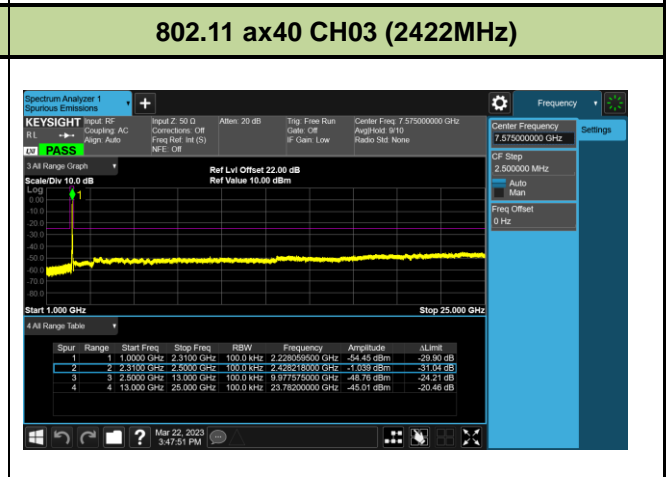 802.11 ax40 CH03 (2422MHz)
Spectrum Analyzer 1
Spurious Emissions
+
Frequency
KEYSIGHT Input: RF Input Z: 50 Ω Atten: 20 dB Trig: Free Run Center Freq: 7.575000000 GHz
RL Coupling: AC Corrections: Off Gate: Off Avg|Hold: 9/10
Align: Auto Freq Ref: Int (S) IF Gain: Low Radio Std: None
LXI PASS NFE: Off
Center Frequency
7.575000000 GHz
Settings
CF Step
2.500000 MHz
Auto
Man
Freq Offset
0 Hz
3 All Range Graph
Ref Lvl Offset 22.00 dB
Scale/Div 10.0 dB Ref Value 10.00 dBm
Log
1
0.00
-10.0
-20.0
-30.0
-40.0
-50.0
-60.0
-70.0
-80.0
Start 1.000 GHz Stop 25.000 GHz
4 All Range Table
Spur Range Start Freq Stop Freq RBW Frequency Amplitude ΔLimit
1 1 1.0000 GHz 2.3100 GHz 100.0 kHz 2.228059500 GHz -54.45 dBm -29.90 dB
2 2 2.3100 GHz 2.5000 GHz 100.0 kHz 2.428218000 GHz -1.039 dBm -31.04 dB
3 3 2.5000 GHz 13.000 GHz 100.0 kHz 9.977575000 GHz -48.76 dBm -24.21 dB
4 4 13.000 GHz 25.000 GHz 100.0 kHz 23.78200000 GHz -45.01 dBm -20.46 dB
? Mar 22, 2023
3:47:51 PM